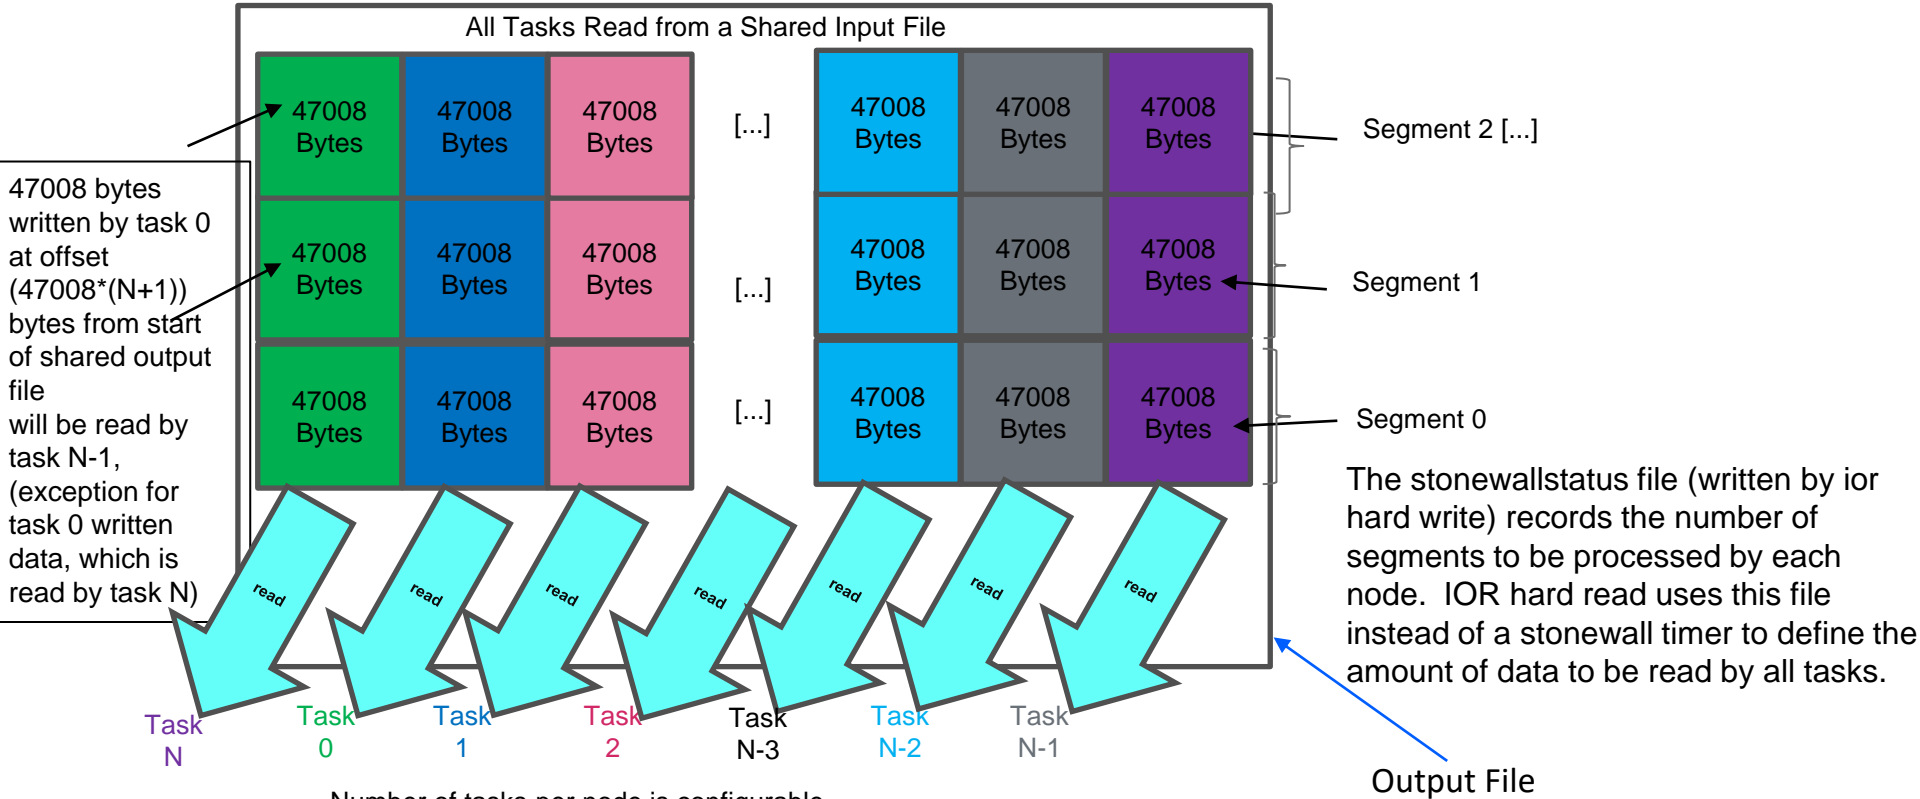 All Tasks Read from a Shared Input File
47008
Bytes
47008
Bytes
47008
Bytes
[...]
47008
Bytes
47008
Bytes
47008
Bytes
Segment 2 [...]
47008 bytes
written by task 0
at offset
(47008*(N+1))
bytes from start
of shared output
file
will be read by
task N-1,
(exception for
task 0 written
data, which is
read by task N)
47008
Bytes
47008
Bytes
47008
Bytes
[...]
47008
Bytes
47008
Bytes
47008
Bytes
Segment 1
47008
Bytes
47008
Bytes
47008
Bytes
[...]
47008
Bytes
47008
Bytes
47008
Bytes
Segment 0
The stonewallstatus file (written by ior
hard write) records the number of
segments to be processed by each
node.  IOR hard read uses this file
instead of a stonewall timer to define the
amount of data to be read by all tasks.
read
read
read
read
read
read
read
Task
N
Task
0
Task
1
Task
2
Task
N-3
Task
N-2
Task
N-1
Output File
Number of tasks per node is configurable